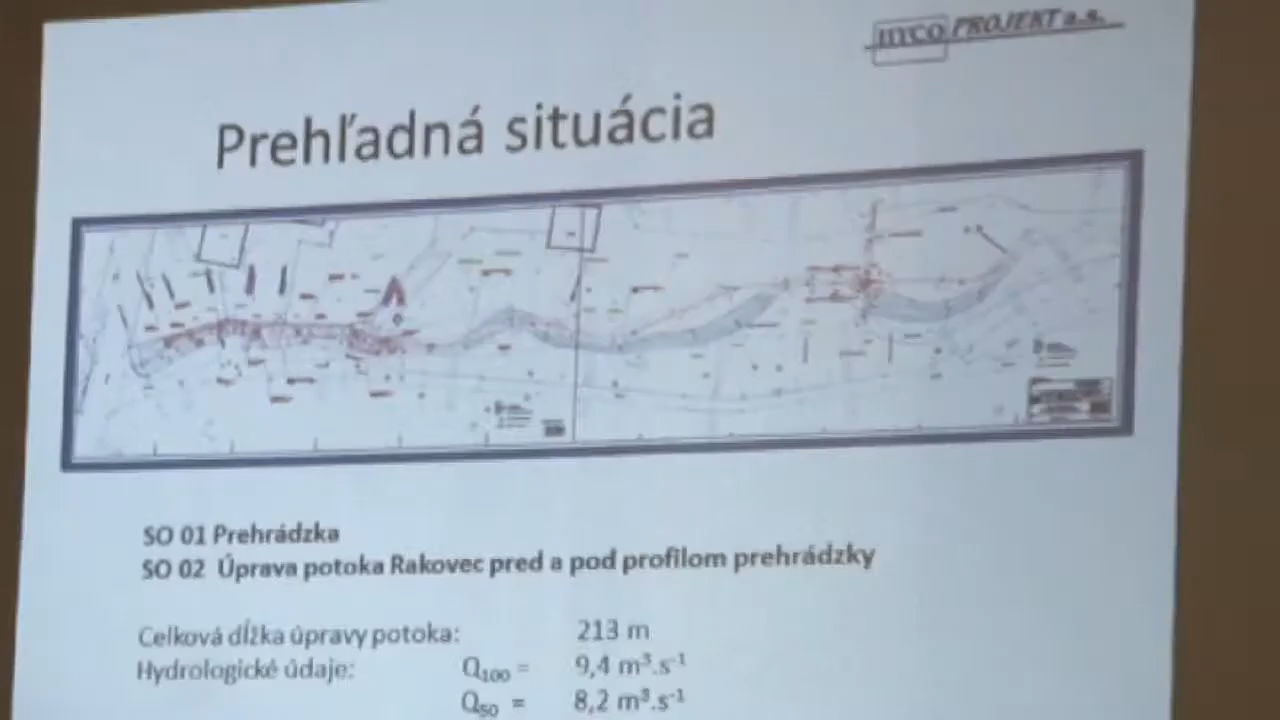 HYCO PROJEKT a.s.
Prehľadná situácia
SO 01 Prehrádzka
SO 02 Úprava potoka Rakovec pred a pod profilom prehrádzky
Celková dĺžka úpravy potoka: 213 m
Hydrologické údaje: Q₁₀₀ = 9,4 m³.s⁻¹
Q₅₀ = 8,2 m³.s⁻¹